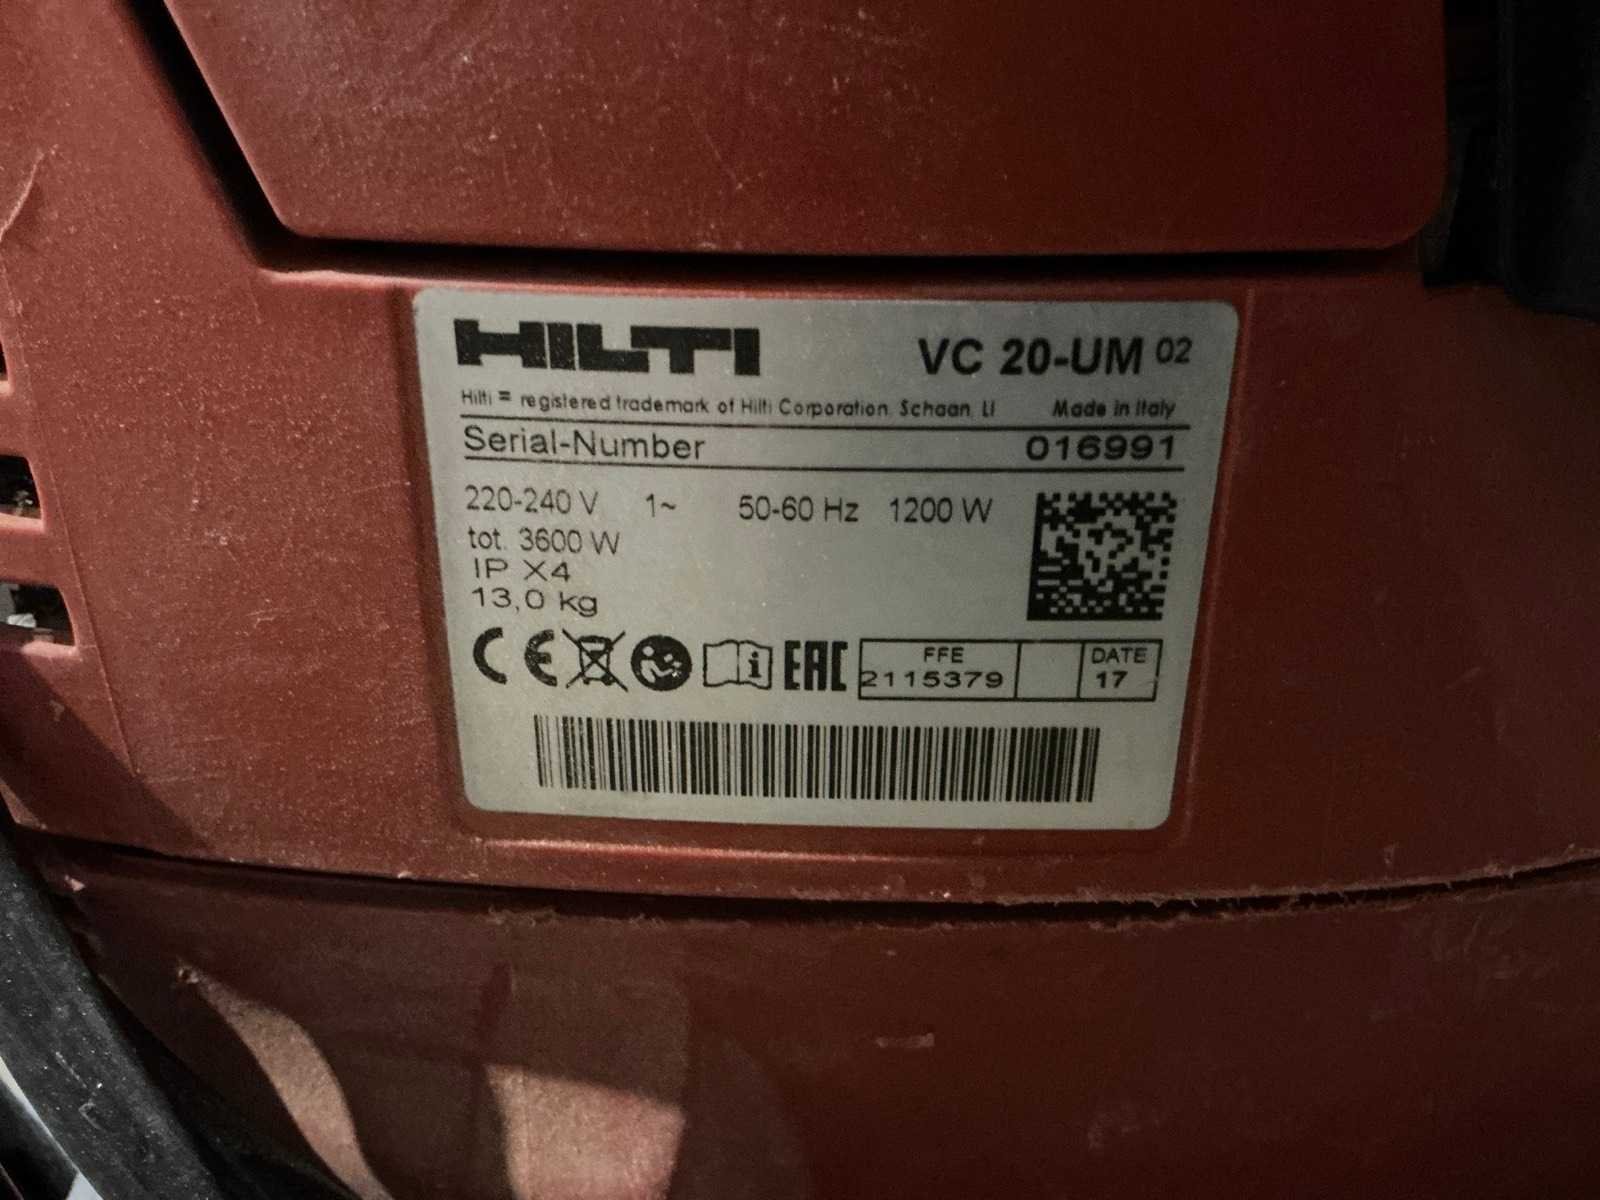 HILTI VC 20-UM 02
Hilti = registered trademark of Hilti Corporation, Schaan, LI Made in Italy
Serial-Number 016991
220-240 V 1~ 50-60 Hz 1200 W
tot. 3600 W
IP X4
13,0 kg
CE i EAC
FFE DATE
2115379 17